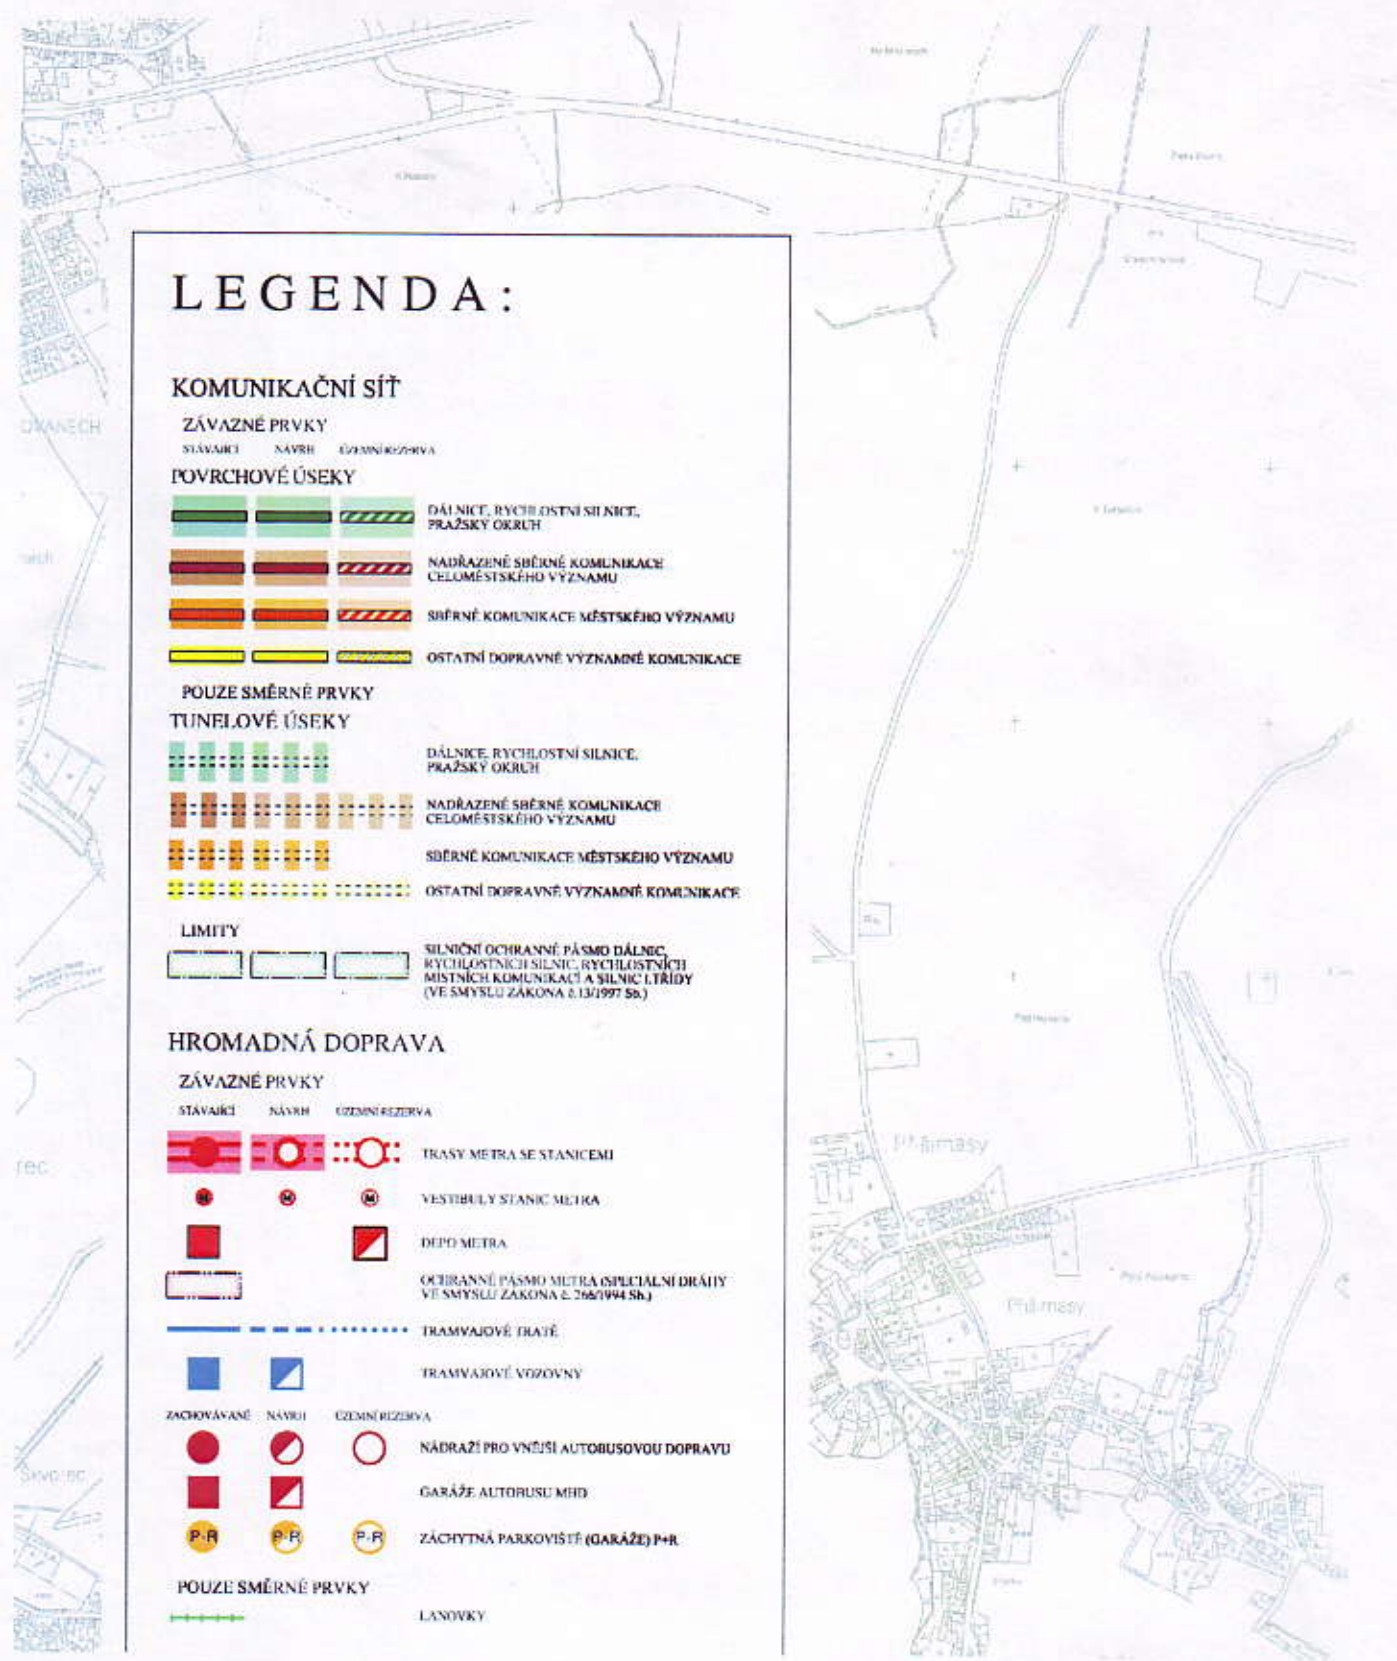 LEGENDA:
KOMUNIKAČNÍ SÍŤ
ZÁVAZNÉ PRVKY
STÁVAJÍCÍ NÁVRH ÚZEMNÍ REZERVA
POVRCHOVÉ ÚSEKY
DÁLNICE, RYCHLOSTNÍ SILNICE,
PRAŽSKÝ OKRUH
NADŘAZENÉ SBĚRNÉ KOMUNIKACE
CELOMĚSTSKÉHO VÝZNAMU
SBĚRNÉ KOMUNIKACE MĚSTSKÉHO VÝZNAMU
OSTATNÍ DOPRAVNĚ VÝZNAMNÉ KOMUNIKACE
POUZE SMĚRNÉ PRVKY
TUNELOVÉ ÚSEKY
DÁLNICE, RYCHLOSTNÍ SILNICE,
PRAŽSKÝ OKRUH
NADŘAZENÉ SBĚRNÉ KOMUNIKACE
CELOMĚSTSKÉHO VÝZNAMU
SBĚRNÉ KOMUNIKACE MĚSTSKÉHO VÝZNAMU
OSTATNÍ DOPRAVNĚ VÝZNAMNÉ KOMUNIKACE
LIMITY
SILNIČNÍ OCHRANNÉ PÁSMO DÁLNIC,
RYCHLOSTNÍCH SILNIC, RYCHLOSTNÍCH
MÍSTNÍCH KOMUNIKACÍ A SILNIC I.TŘÍDY
(VE SMYSLU ZÁKONA č.13/1997 Sb.)
HROMADNÁ DOPRAVA
ZÁVAZNÉ PRVKY
STÁVAJÍCÍ NÁVRH ÚZEMNÍ REZERVA
TRASY METRA SE STANICEMI
M M M VESTIBULY STANIC METRA
DEPO METRA
OCHRANNÉ PÁSMO METRA (SPECIÁLNÍ DRÁHY
VE SMYSLU ZÁKONA č. 266/1994 Sb.)
TRAMVAJOVÉ TRATĚ
TRAMVAJOVÉ VOZOVNY
ZACHOVÁVANÉ NÁVRH ÚZEMNÍ REZERVA
NÁDRAŽÍ PRO VNĚJŠÍ AUTOBUSOVOU DOPRAVU
GARÁŽE AUTOBUSU MHD
P-R P-R P-R ZÁCHYTNÁ PARKOVIŠTĚ (GARÁŽE) P+R
POUZE SMĚRNÉ PRVKY
LANOVKY